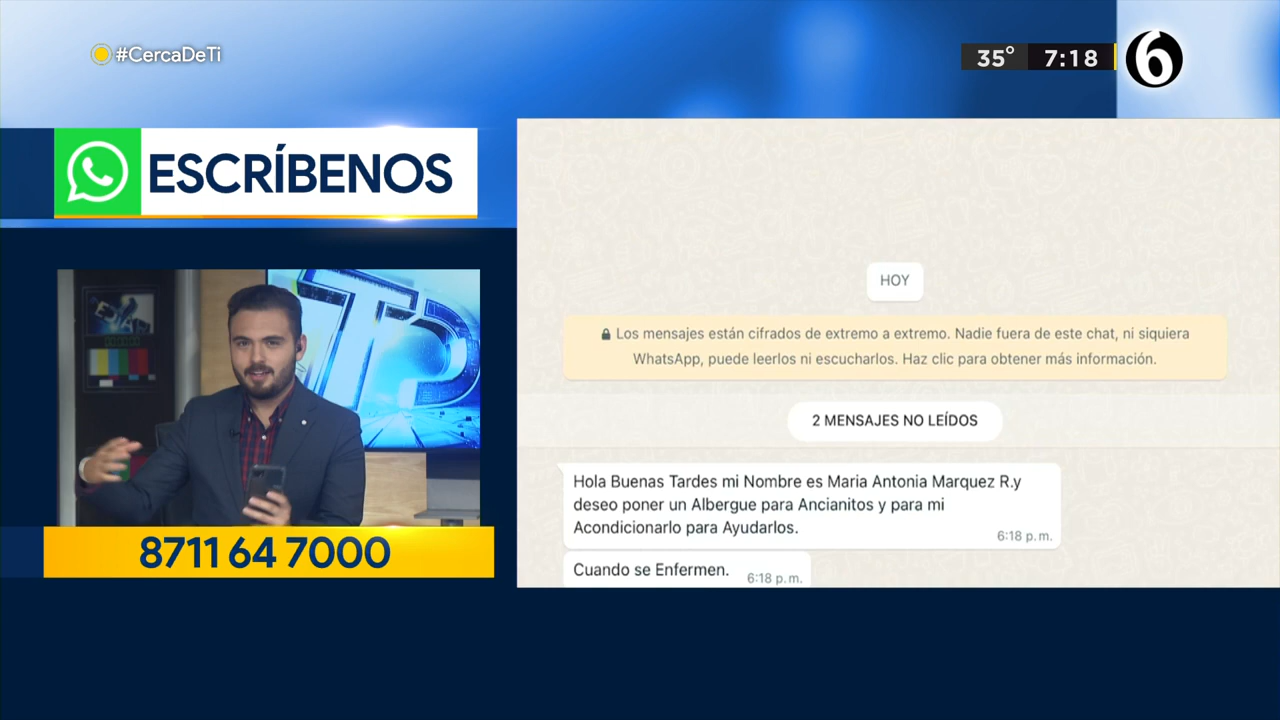 #CercaDeTi
35° 7:18 6
ESCRÍBENOS
8711 64 7000
HOY
Los mensajes están cifrados de extremo a extremo. Nadie fuera de este chat, ni siquiera
WhatsApp, puede leerlos ni escucharlos. Haz clic para obtener más información.
2 MENSAJES NO LEÍDOS
Hola Buenas Tardes mi Nombre es Maria Antonia Marquez R.y
deseo poner un Albergue para Ancianitos y para mi
Acondicionarlo para Ayudarlos.
6:18 p.m.
Cuando se Enfermen.
6:18 p.m.